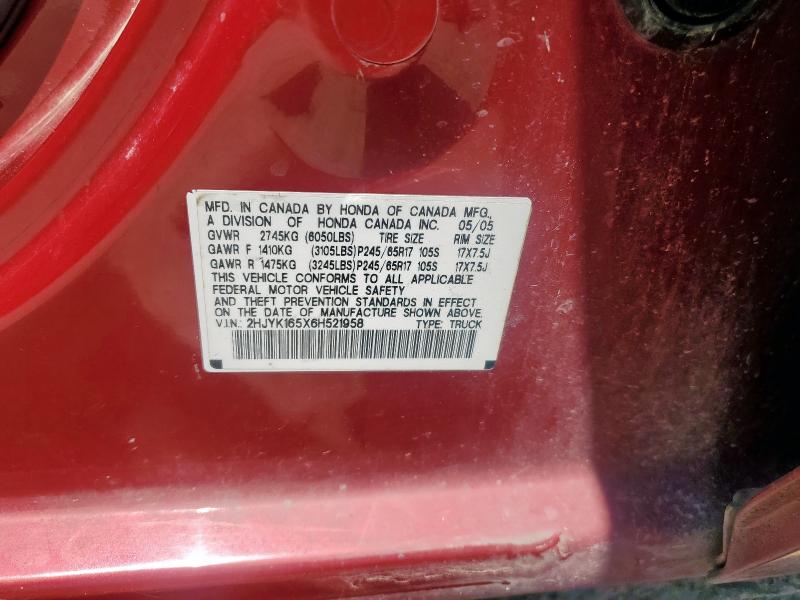 MFD. IN CANADA BY HONDA OF CANADA MFG.,
A DIVISION OF HONDA CANADA INC. 05/05
GVWR 2745KG (6050LBS) TIRE SIZE RIM SIZE
GAWR F 1410KG (3105LBS) P245/65R17 105S 17X7.5J
GAWR R 1475KG (3245LBS) P245/65R17 105S 17X7.5J
THIS VEHICLE CONFORMS TO ALL APPLICABLE
FEDERAL MOTOR VEHICLE SAFETY
AND THEFT PREVENTION STANDARDS IN EFFECT
ON THE DATE OF MANUFACTURE SHOWN ABOVE.
V.I.N.: 2HJYK165X6H521958 TYPE: TRUCK